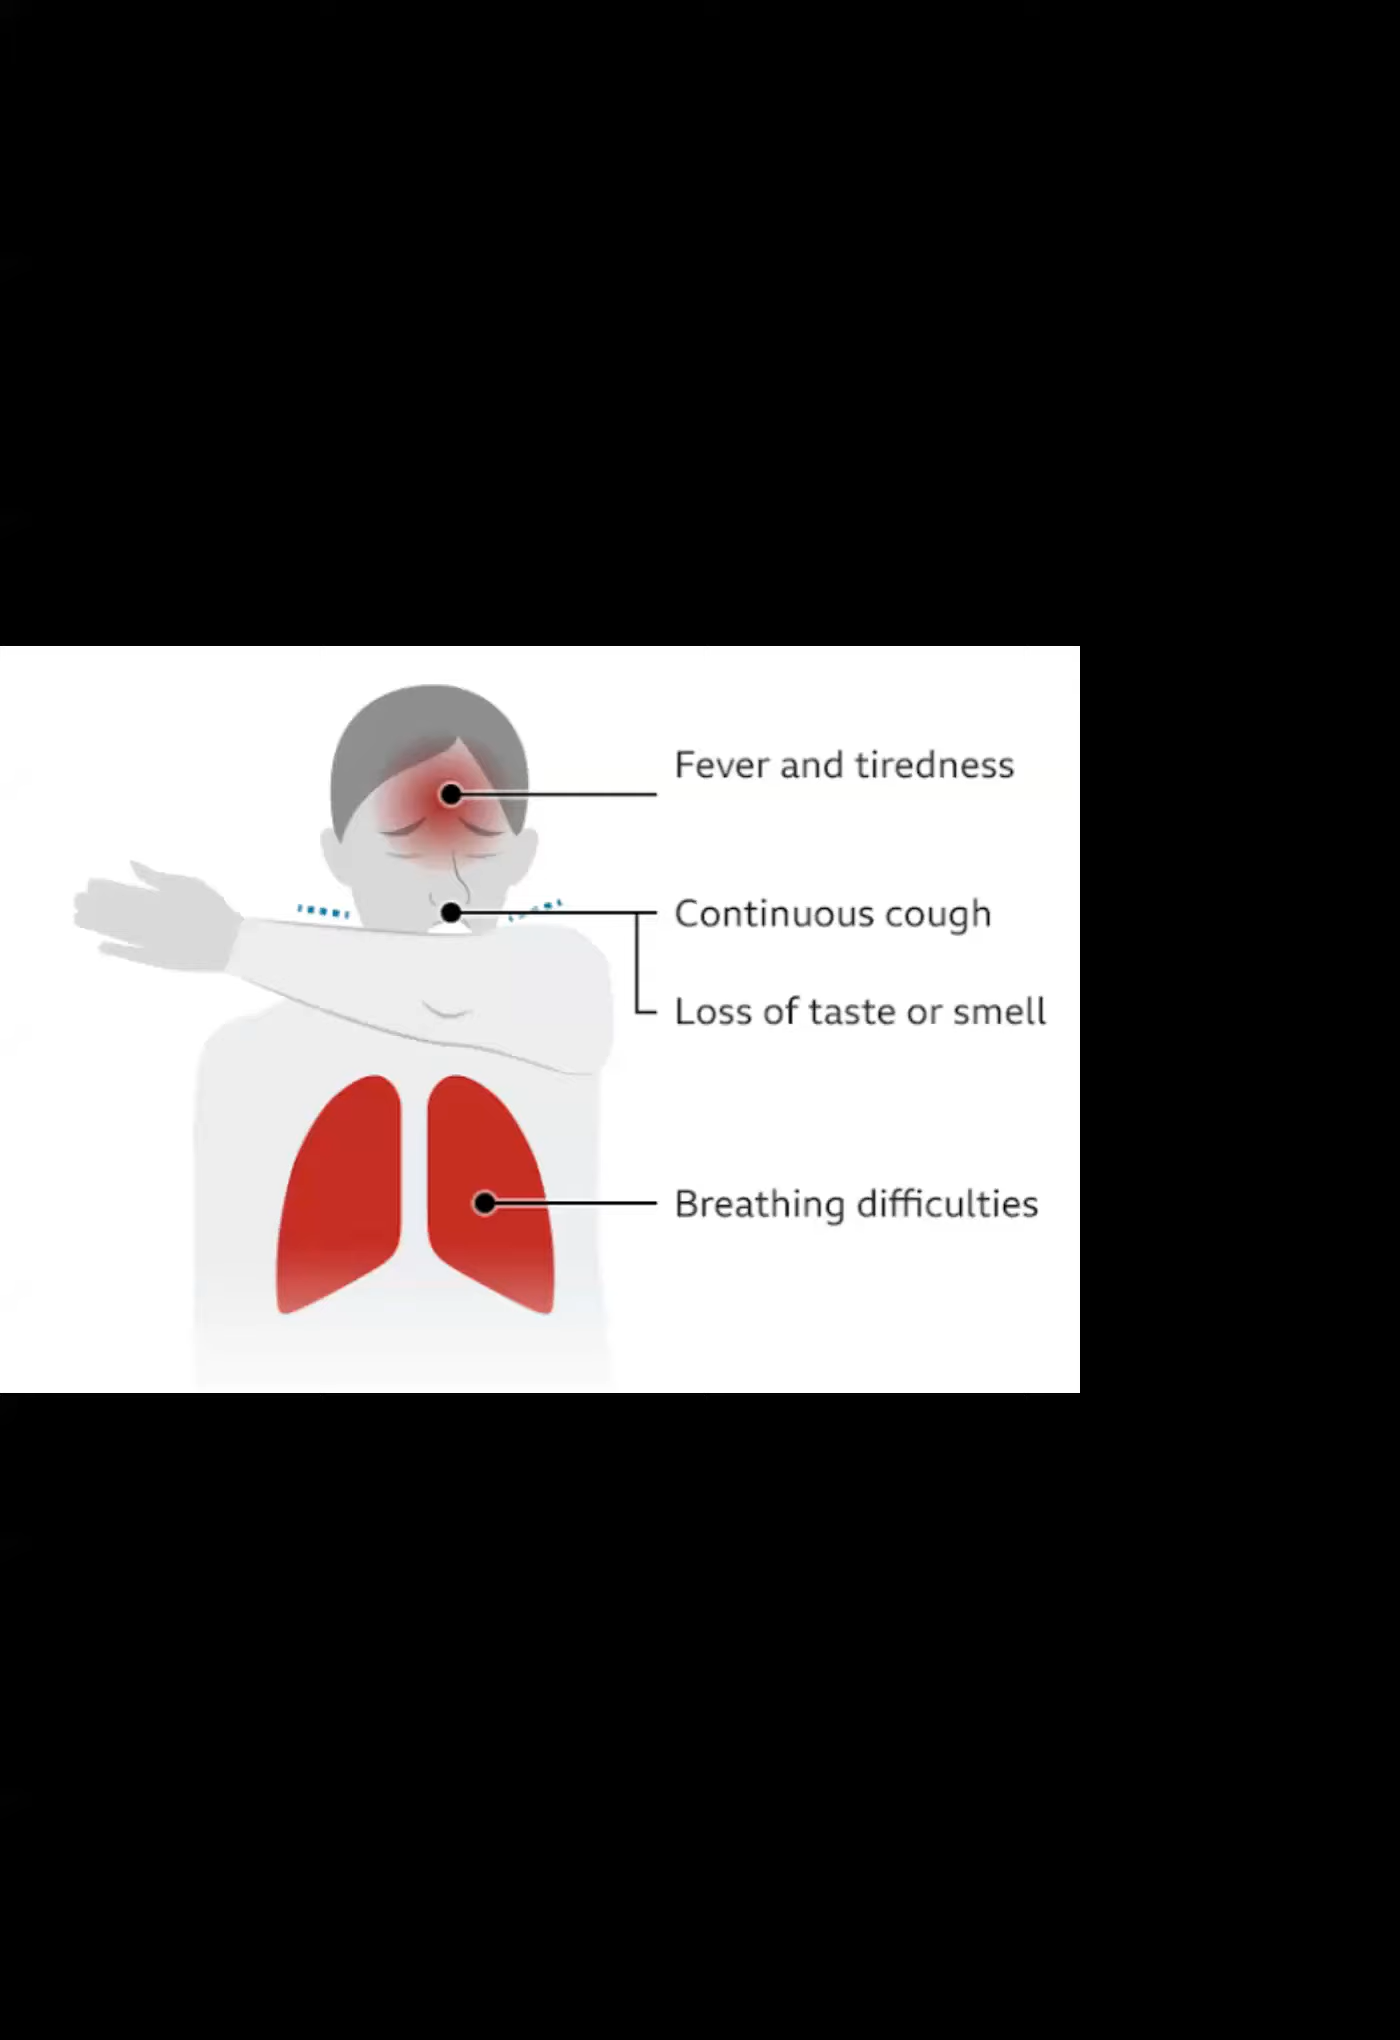 Fever and tiredness
Continuous cough
Loss of taste or smell
Breathing difficulties